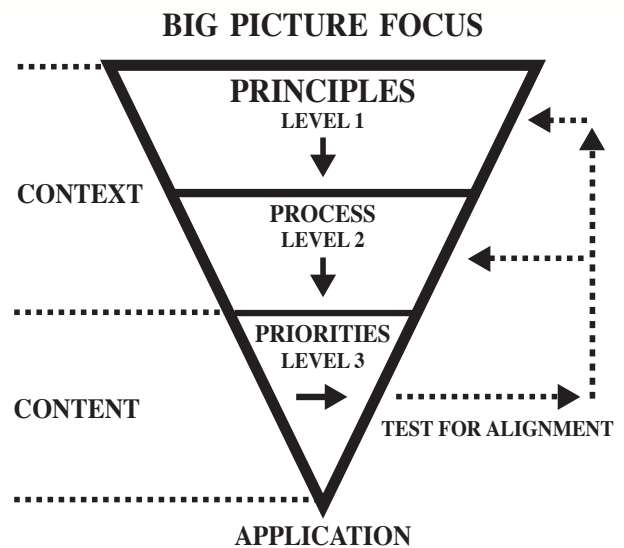 BIG PICTURE FOCUS
PRINCIPLES
LEVEL 1
CONTEXT
PROCESS
LEVEL 2
PRIORITIES
LEVEL 3
CONTENT
TEST FOR ALIGNMENT
APPLICATION